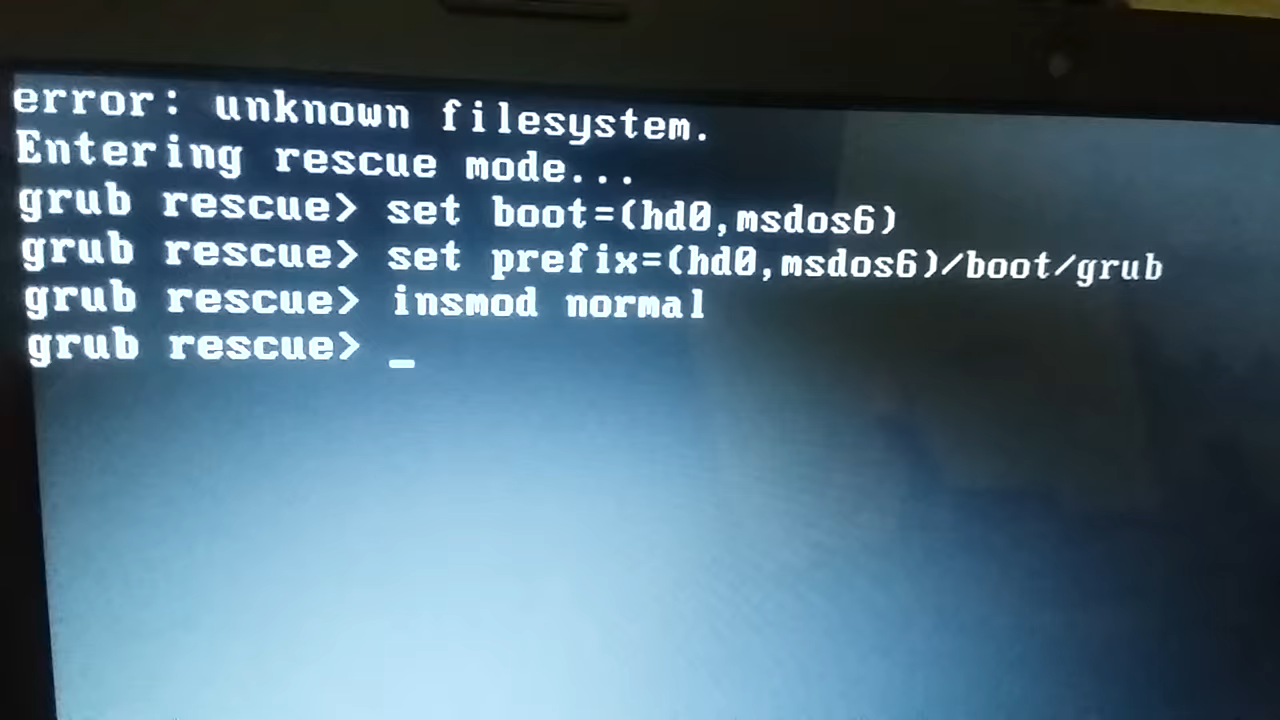 error: unknown filesystem.
Entering rescue mode...
grub rescue> set boot=(hd0,msdos6)
grub rescue> set prefix=(hd0,msdos6)/boot/grub
grub rescue> insmod normal
grub rescue> _